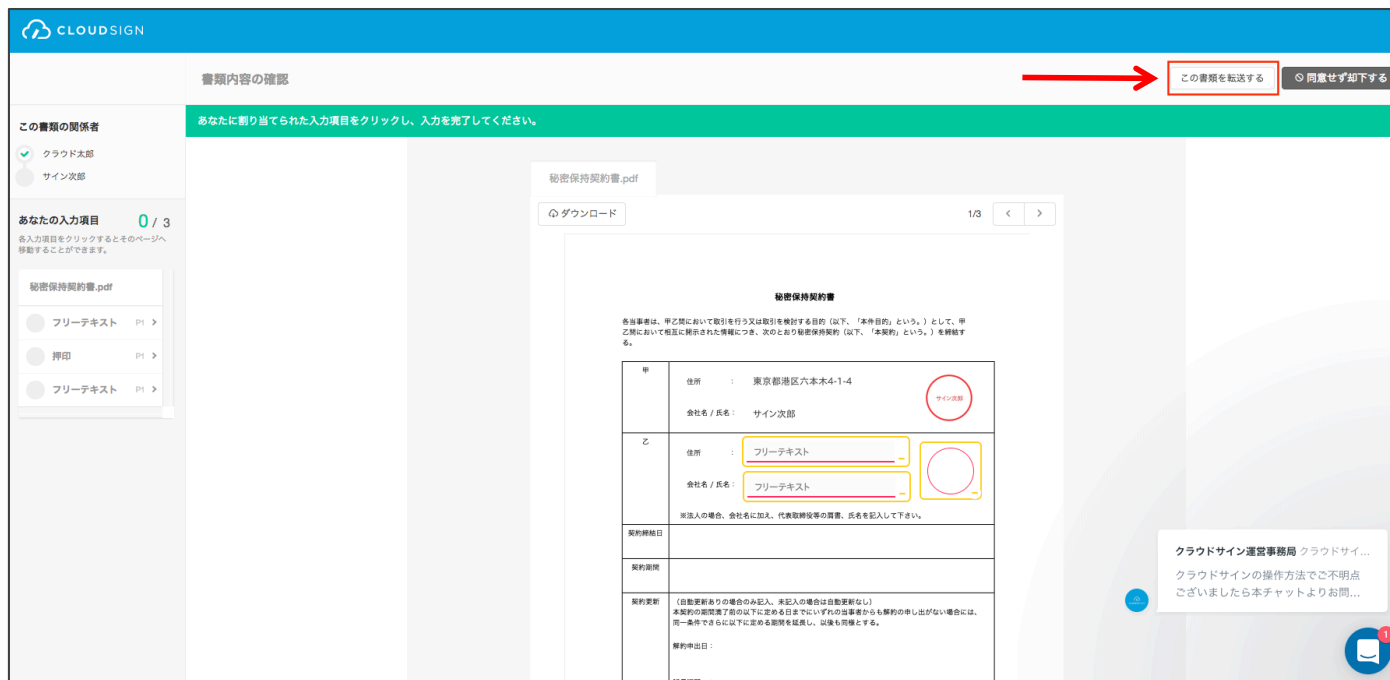 CLOUDSIGN
書類内容の確認
この書類を転送する
同意せず却下する
この書類の関係者
クラウド太郎
サイン次郎
あなたの入力項目 0 / 3
各入力項目をクリックするとそのページへ
移動することができます。
秘密保持契約書.pdf
フリーテキスト P1
押印 P1
フリーテキスト P1
あなたに割り当てられた入力項目をクリックし、入力を完了してください。
秘密保持契約書.pdf
ダウンロード
1/3
秘密保持契約書
各当事者は、甲乙間において取引を行う又は取引を検討する目的（以下、「本件目的」という。）として、甲
乙間において相互に開示された情報につき、次のとおり秘密保持契約（以下、「本契約」という。）を締結す
る。
甲
住所 ： 東京都港区六本木4-1-4
会社名 / 氏名： サイン次郎
サイン次郎
乙
住所 ： フリーテキスト
会社名 / 氏名： フリーテキスト
※法人の場合、会社名に加え、代表取締役等の肩書、氏名を記入して下さい。
契約締結日
契約期間
契約更新
（自動更新ありの場合のみ記入、未記入の場合は自動更新なし）
本契約の期間満了前の以下に定める日までにいずれの当事者からも解約の申し出がない場合には、
同一条件でさらに以下に定める期間を延長し、以後も同様とする。
解約申出日：
クラウドサイン運営事務局 クラウドサイ...
クラウドサインの操作方法でご不明点
ございましたら本チャットよりお問...
1